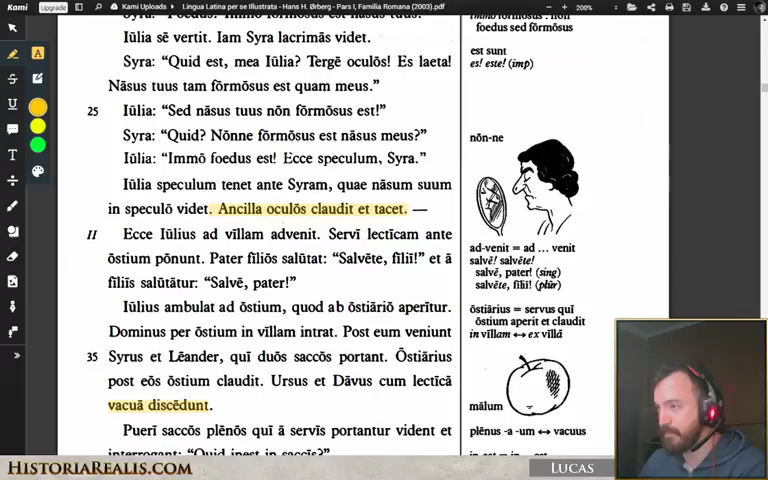 Kami
Upgrade
Kami Uploads > Lingua Latina per se Illustrata - Hans H. Ørberg - Pars I, Familia Romana (2003).pdf
200%
Iūlia sē vertit. Iam Syra lacrimās videt.
Syra: “Quid est, mea Iūlia? Tergē oculōs! Es laeta!
Nāsus tuus tam fōrmōsus est quam meus.”
25 Iūlia: “Sed nāsus tuus nōn fōrmōsus est!”
Syra: “Quid? Nōnne fōrmōsus est nāsus meus?”
Iūlia: “Immō foedus est! Ecce speculum, Syra.”
Iūlia speculum tenet ante Syram, quae nāsum suum
in speculō videt. Ancilla oculōs claudit et tacet. —
II Ecce Iūlius ad vīllam advenit. Servī lectīcam ante
ōstium pōnunt. Pater fīliōs salūtat: “Salvēte, fīliī!” et ā
fīliīs salūtātur: “Salvē, pater!”
Iūlius ambulat ad ōstium, quod ab ōstiāriō aperītur.
Dominus per ōstium in vīllam intrat. Post eum veniunt
35 Syrus et Lēander, quī duōs saccōs portant. Ōstiārius
post eōs ōstium claudit. Ursus et Dāvus cum lectīcā
vacuā discēdunt.
Puerī saccōs plēnōs quī ā servīs portantur vident et
interrogant: “Quid inest in saccīs?”
foedus sed fōrmōsus
est sunt
es! este! (imp)
nōn-ne
ad-venit = ad ... venit
salvē! salvēte!
salvē, pater! (sing)
salvēte, fīliī! (plūr)
ōstiārius = servus quī
ōstium aperit et claudit
in vīllam ↔ ex vīllā
mālum
plēnus -a -um ↔ vacuus
HISTORIAREALIS.COM
LUCAS